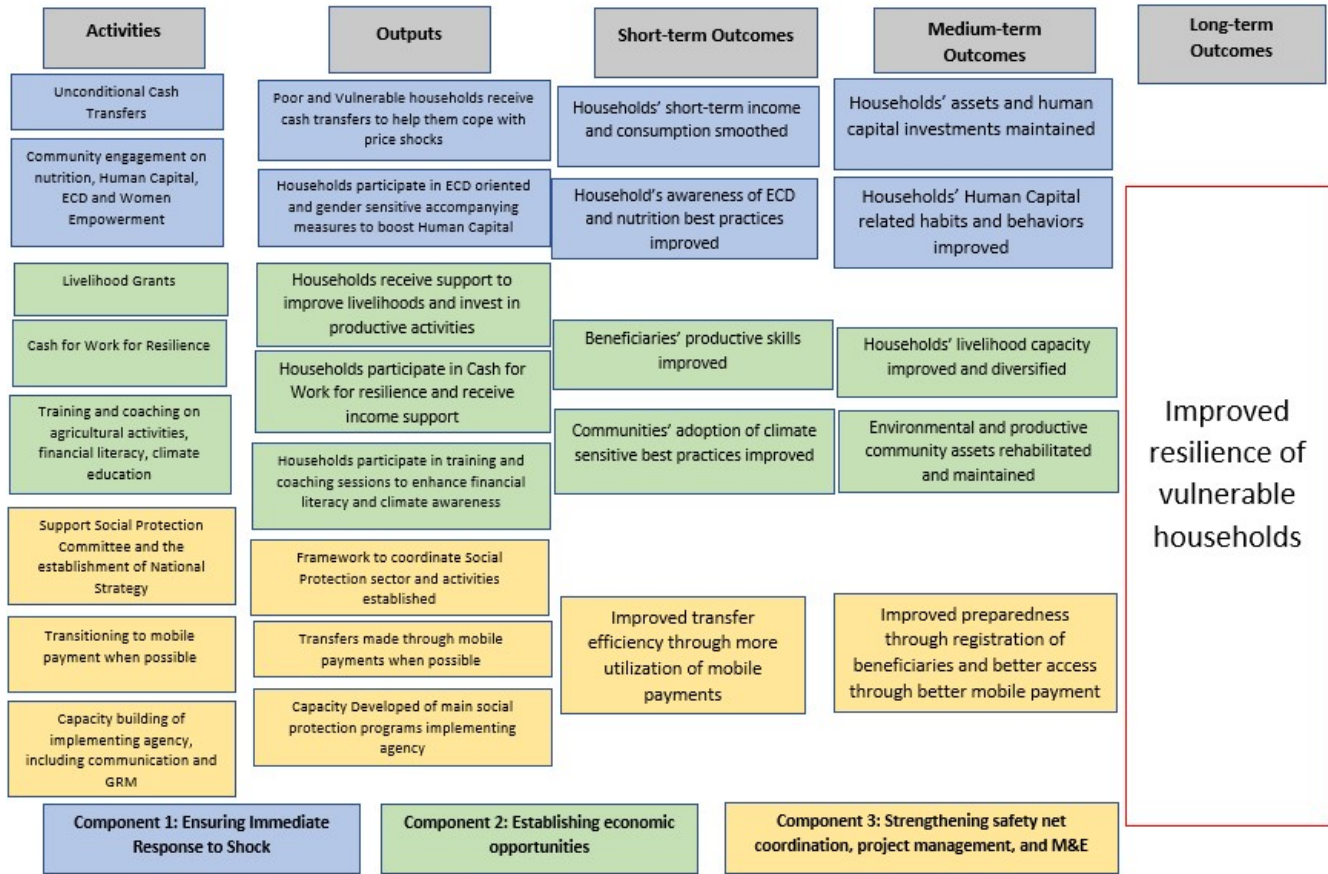 Activities
Outputs
Short-term Outcomes
Medium-term
Outcomes
Long-term
Outcomes
Unconditional Cash
Transfers
Poor and Vulnerable households receive
cash transfers to help them cope with
price shocks
Households' short-term income
and consumption smoothed
Households' assets and human
capital investments maintained
Community engagement on
nutrition, Human Capital,
ECD and Women
Empowerment
Households participate in ECD oriented
and gender sensitive accompanying
measures to boost Human Capital
Household's awareness of ECD
and nutrition best practices
improved
Households' Human Capital
related habits and behaviors
improved
Livelihood Grants
Households receive support to
improve livelihoods and invest in
productive activities
Cash for Work for Resilience
Households participate in Cash for
Work for resilience and receive
income support
Beneficiaries' productive skills
improved
Households' livelihood capacity
improved and diversified
Training and coaching on
agricultural activities,
financial literacy, climate
education
Households participate in training and
coaching sessions to enhance financial
literacy and climate awareness
Communities' adoption of climate
sensitive best practices improved
Environmental and productive
community assets rehabilitated
and maintained
Improved
resilience of
vulnerable
households
Support Social Protection
Committee and the
establishment of National
Strategy
Framework to coordinate Social
Protection sector and activities
established
Transitioning to mobile
payment when possible
Transfers made through mobile
payments when possible
Improved transfer
efficiency through more
utilization of mobile
payments
Improved preparedness
through registration of
beneficiaries and better access
through better mobile payment
Capacity building of
implementing agency,
including communication and
GRM
Capacity Developed of main social
protection programs implementing
agency
Component 1: Ensuring Immediate
Response to Shock
Component 2: Establishing economic
opportunities
Component 3: Strengthening safety net
coordination, project management, and M&E